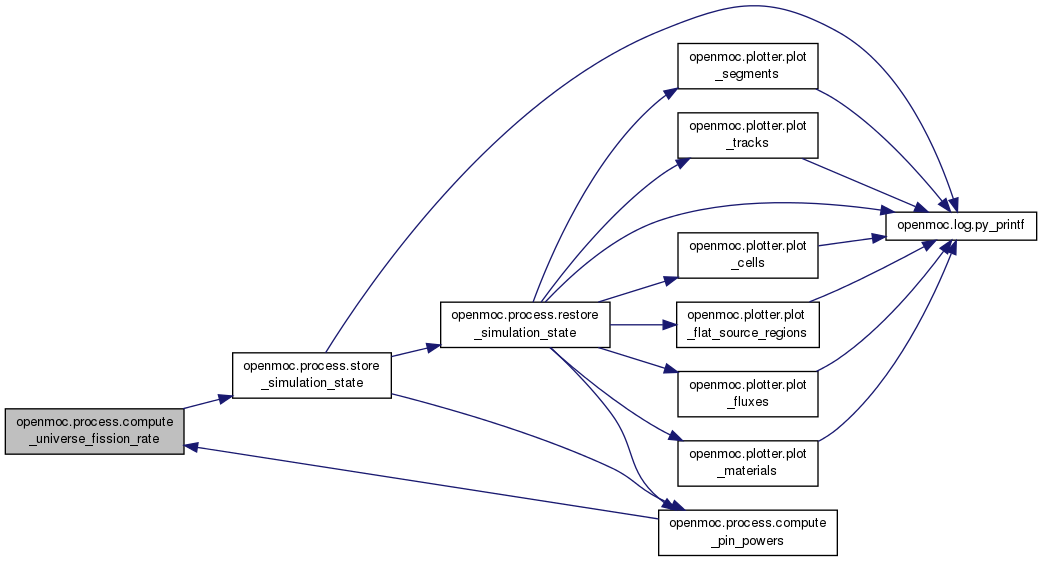 openmoc.plotter.plot
_segments
openmoc.plotter.plot
_tracks
openmoc.log.py_printf
openmoc.plotter.plot
_cells
openmoc.process.restore
_simulation_state
openmoc.plotter.plot
_flat_source_regions
openmoc.process.store
_simulation_state
openmoc.plotter.plot
_fluxes
openmoc.process.compute
_universe_fission_rate
openmoc.plotter.plot
_materials
openmoc.process.compute
_pin_powers